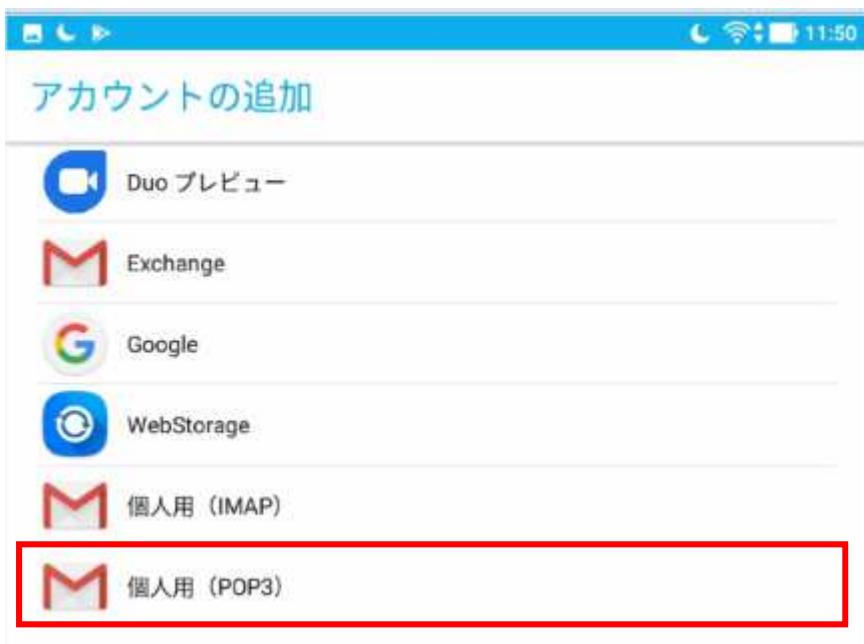 11:50
アカウントの追加
Duo プレビュー
Exchange
Google
WebStorage
個人用（IMAP）
個人用（POP3）